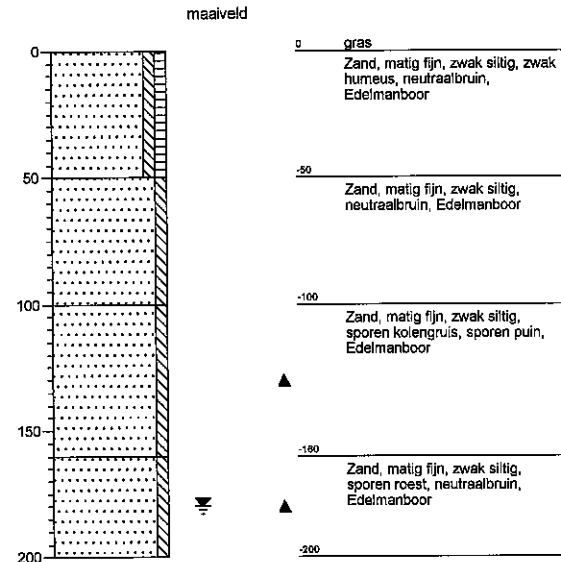 maaiveld
0
0
gras
Zand, matig fijn, zwak siltig, zwak
humeus, neutraalbruin,
Edelmanboor
50
-50
Zand, matig fijn, zwak siltig,
neutraalbruin, Edelmanboor
100
-100
Zand, matig fijn, zwak siltig,
sporen kolengruis, sporen puin,
Edelmanboor
150
-160
Zand, matig fijn, zwak siltig,
sporen roest, neutraalbruin,
Edelmanboor
200
-200